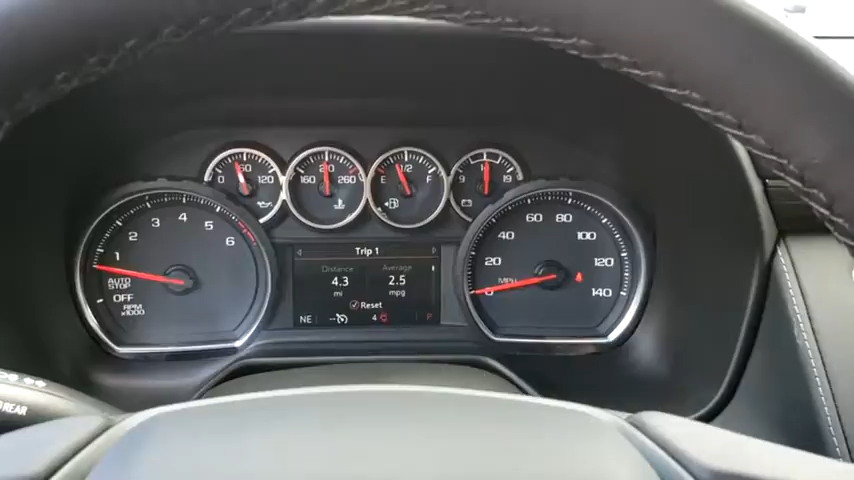 0 60 120
160 210 260
E 1/2 F
9 14 19
AUTO
STOP
OFF
1 2 3 4 5 6
RPM
x1000
Trip 1
Distance
4.3
mi
Average
2.5
mpg
Reset
NE -- 4 P
0 20 40 60 80 100 120 140
MPH
REAR